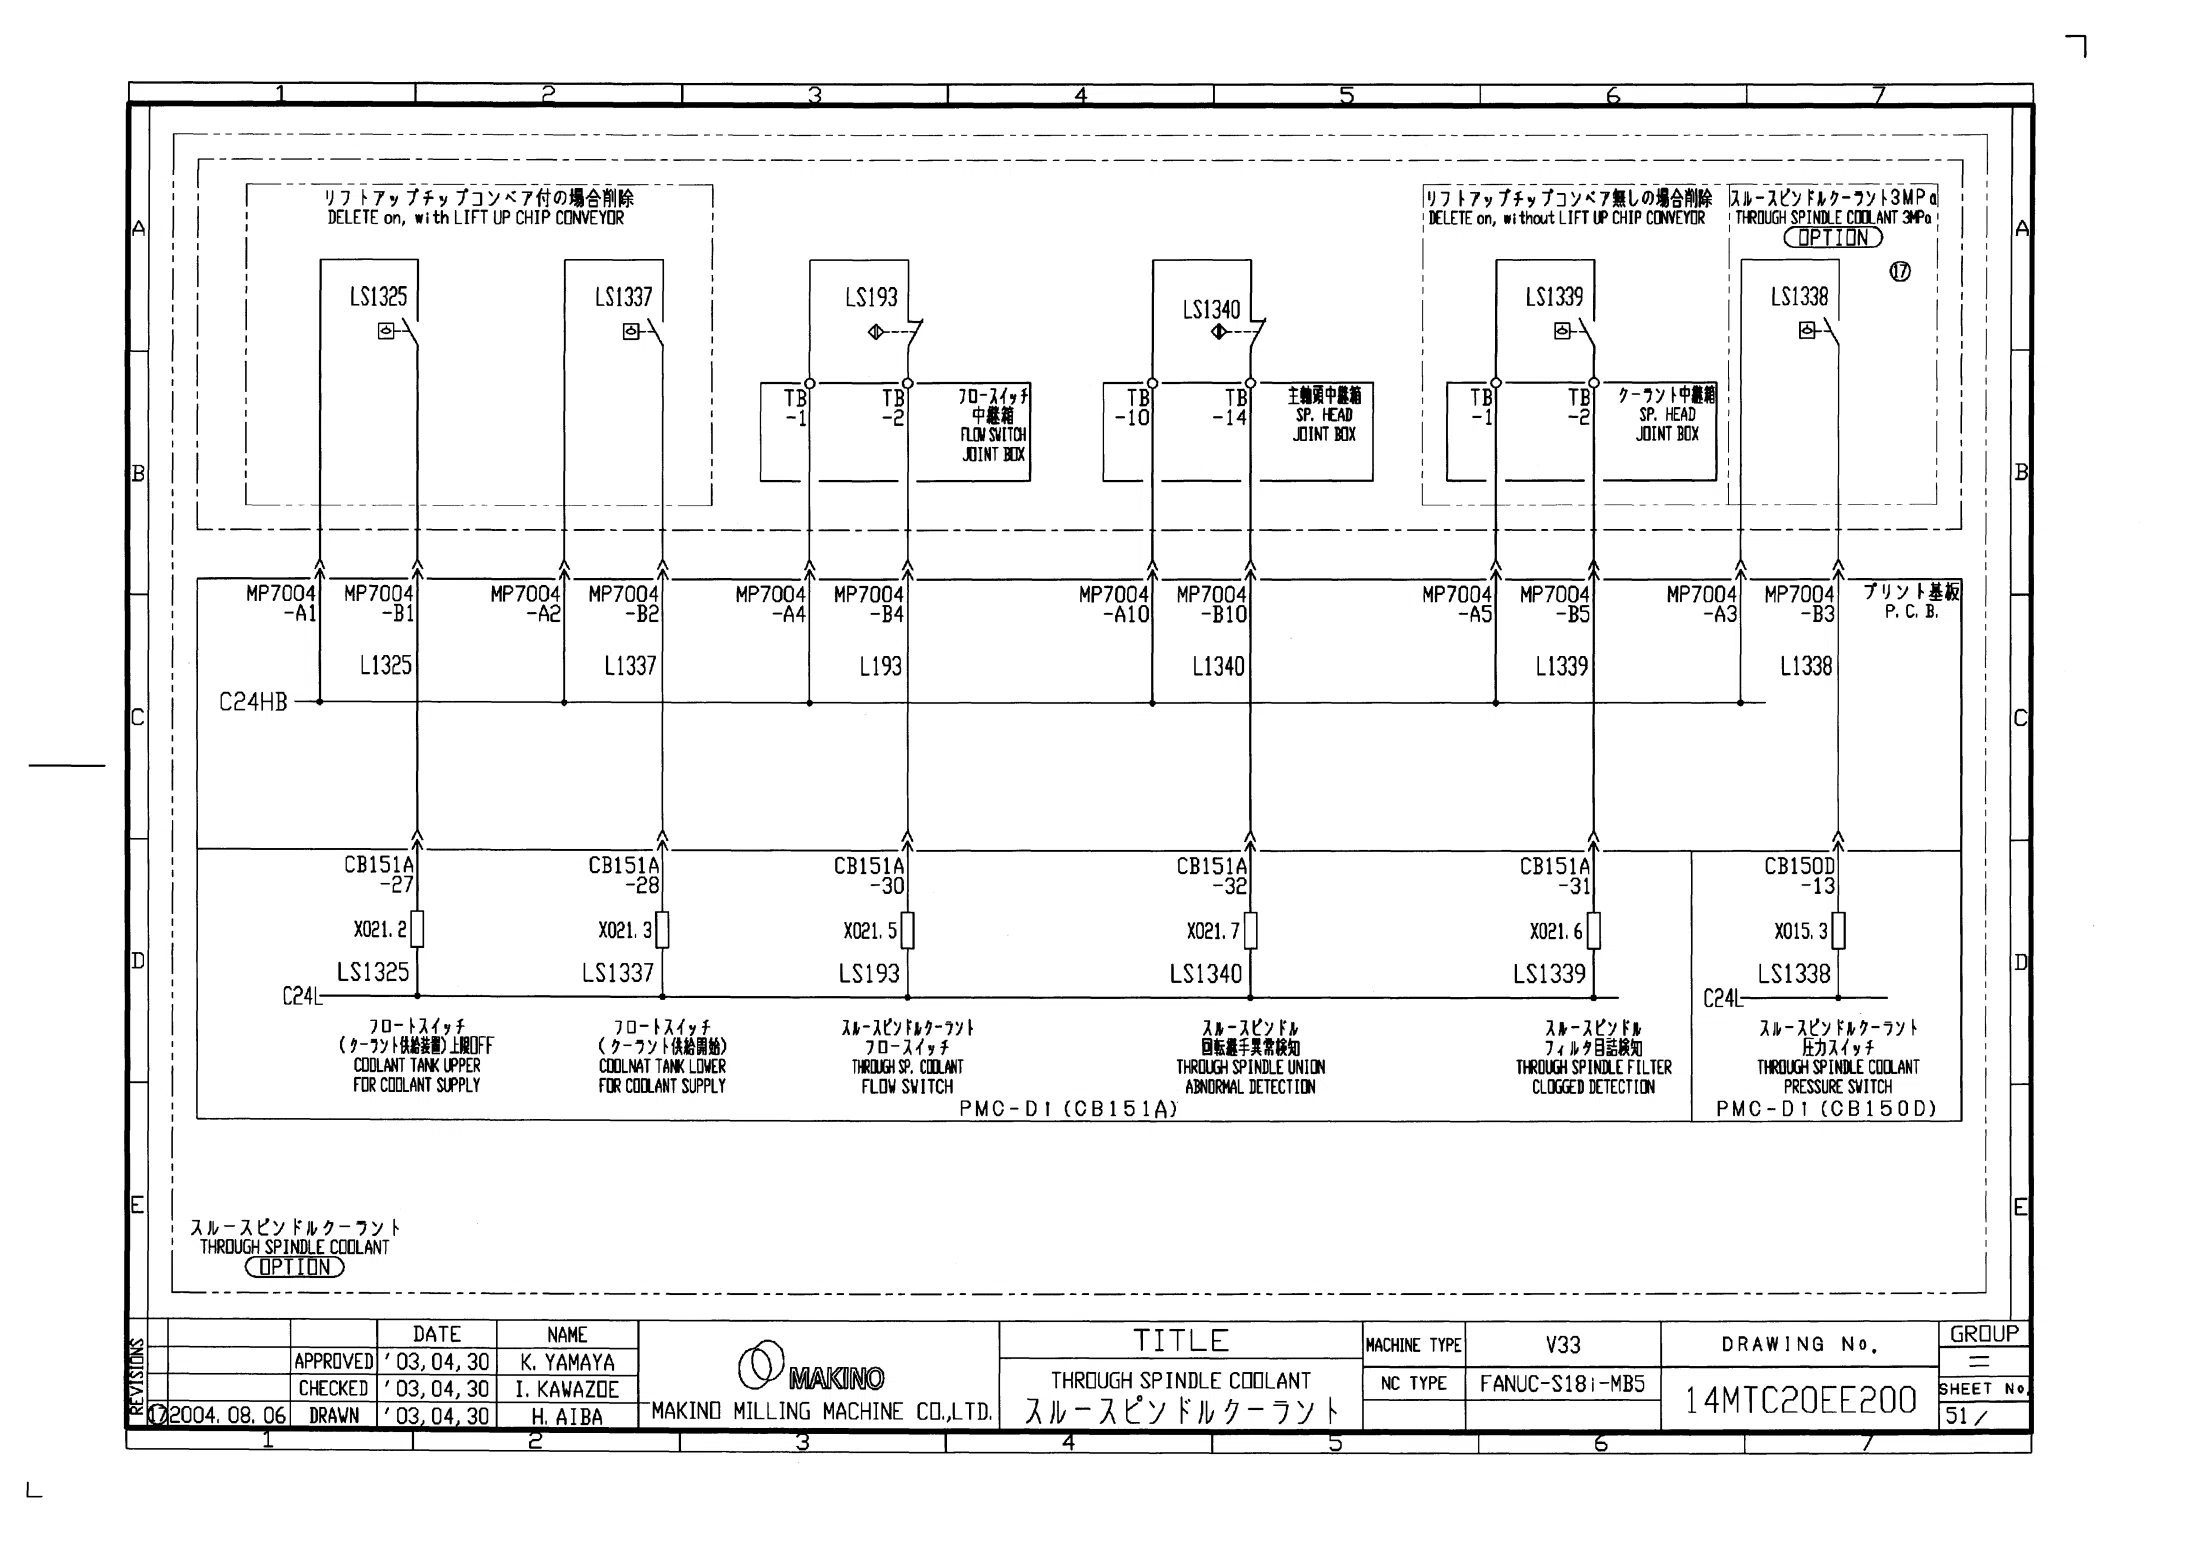 1 2 3 4 5 6 7
リフトアップチップコンベア付の場合削除
DELETE on, with LIFT UP CHIP CONVEYOR
リフトアップチップコンベア無しの場合削除
DELETE on, without LIFT UP CHIP CONVEYOR
スルースピンドルクーラント3MPa
THROUGH SPINDLE COOLANT 3MPa
OPTION
17
A A
LS1325 LS1337 LS193 LS1340 LS1339 LS1338
TB
-1
TB
-2
フロースイッチ
中継箱
FLOW SWITCH
JOINT BOX
TB
-10
TB
-14
主軸頭中継箱
SP. HEAD
JOINT BOX
TB
-1
TB
-2
クーラント中継箱
SP. HEAD
JOINT BOX
B B
MP7004
-A1
MP7004
-B1
MP7004
-A2
MP7004
-B2
MP7004
-A4
MP7004
-B4
MP7004
-A10
MP7004
-B10
MP7004
-A5
MP7004
-B5
MP7004
-A3
MP7004
-B3
プリント基板
P. C. B.
L1325 L1337 L193 L1340 L1339 L1338
C24HB
C C
CB151A
-27
CB151A
-28
CB151A
-30
CB151A
-32
CB151A
-31
CB150D
-13
X021.2 X021.3 X021.5 X021.7 X021.6 X015.3
D D
LS1325 LS1337 LS193 LS1340 LS1339 LS1338
C24L C24L
フロートスイッチ
(クーラント供給装置)上限OFF
COOLANT TANK UPPER
FOR COOLANT SUPPLY
フロートスイッチ
(クーラント供給開始)
COOLNAT TANK LOWER
FOR COOLANT SUPPLY
スルースピンドルクーラント
フロースイッチ
THROUGH SP. COOLANT
FLOW SWITCH
スルースピンドル
回転継手異常検知
THROUGH SPINDLE UNION
ABNORMAL DETECTION
スルースピンドル
フィルタ目詰検知
THROUGH SPINDLE FILTER
CLOGGED DETECTION
スルースピンドルクーラント
圧力スイッチ
THROUGH SPINDLE COOLANT
PRESSURE SWITCH
PMC-D1(CB151A)
PMC-D1(CB150D)
E E
スルースピンドルクーラント
THROUGH SPINDLE COOLANT
OPTION
REVISIONS
17 2004.08.06
DATE NAME
APPROVED '03,04,30 K. YAMAYA
CHECKED '03,04,30 I. KAWAZOE
DRAWN '03,04,30 H. AIBA
MAKINO
MAKINO MILLING MACHINE CO.,LTD.
TITLE
THROUGH SPINDLE COOLANT
スルースピンドルクーラント
MACHINE TYPE V33
NC TYPE FANUC-S18i-MB5
DRAWING No.
14MTC20EE200
GROUP
=
SHEET No.
51/
1 2 3 4 5 6 7